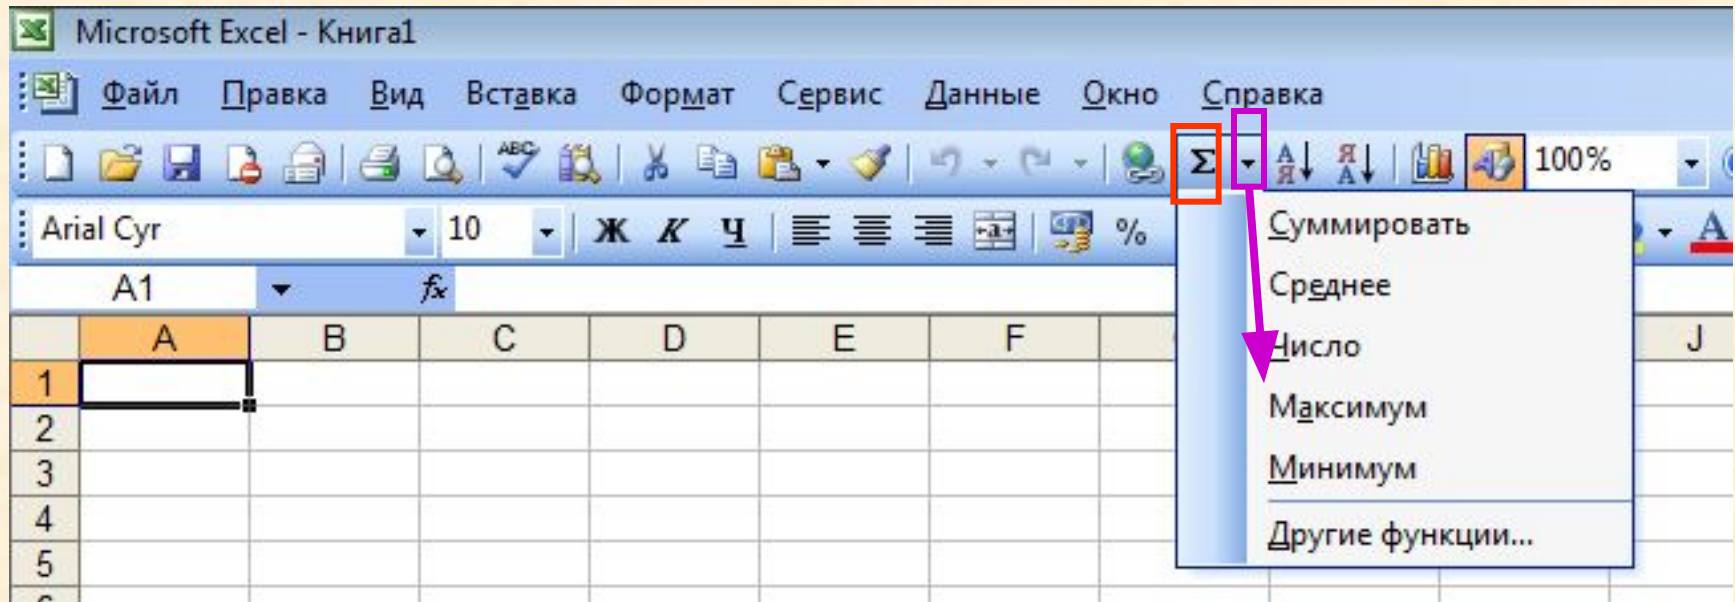 Microsoft Excel - Книга1
Файл Правка Вид Вставка Формат Сервис Данные Окно Справка
ABC Σ А Я Я А 100%
Arial Cyr 10 Ж К Ч a % A
A1 fx
A B C D E F J
1
2
3
4
5
Суммировать
Среднее
Число
Максимум
Минимум
Другие функции...